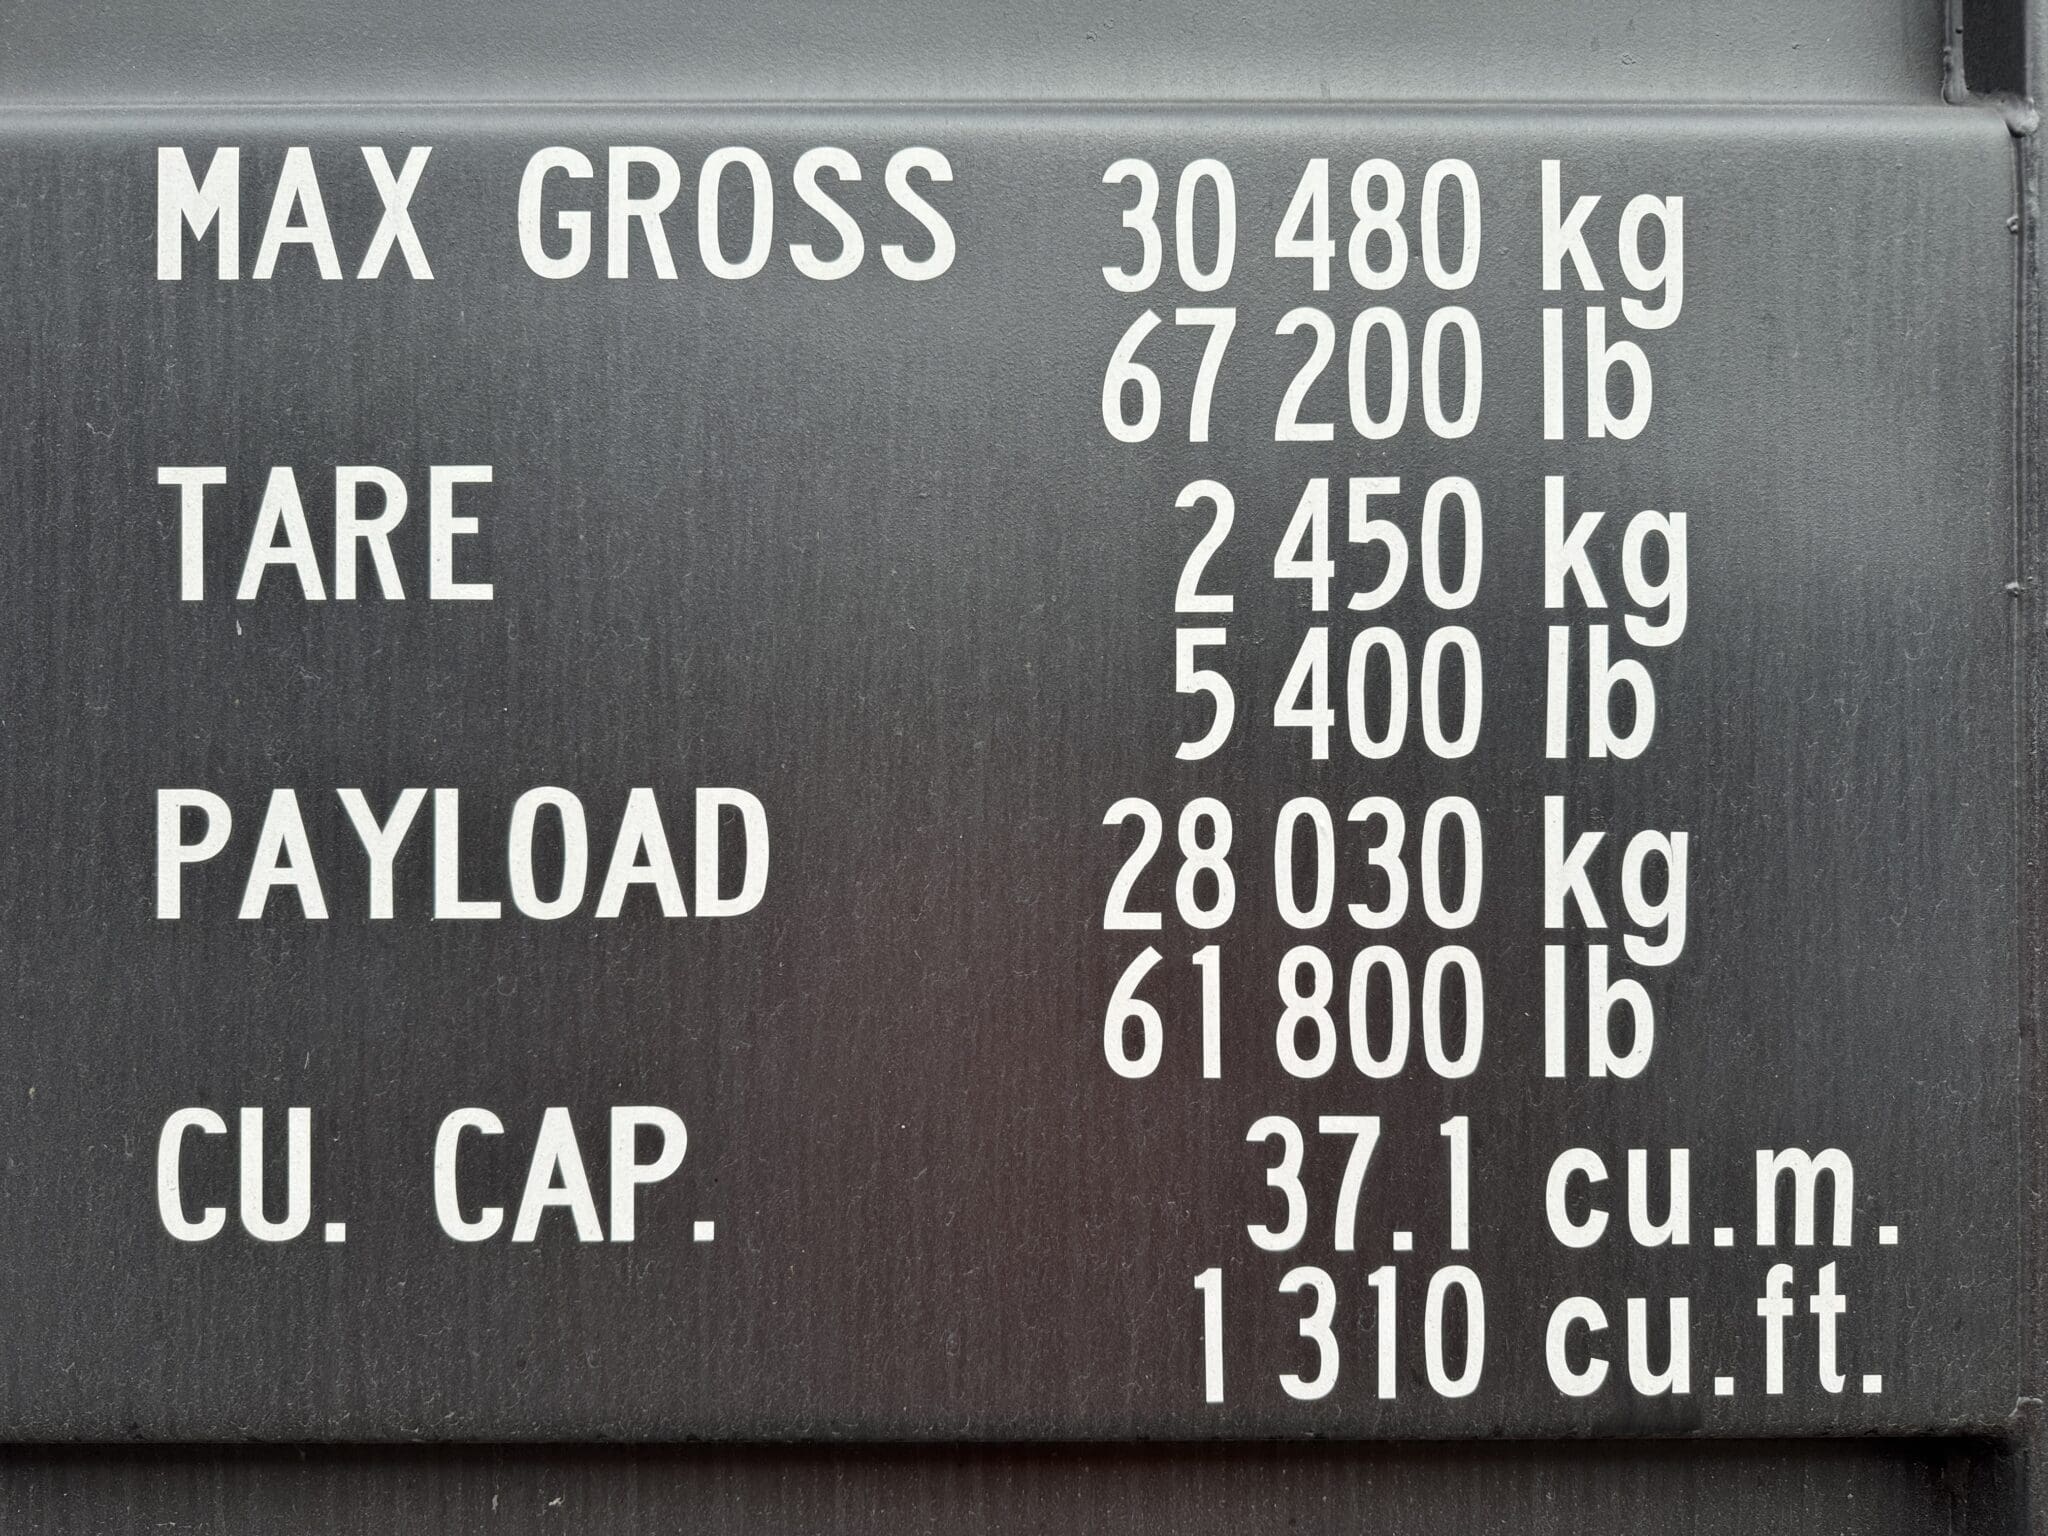 MAX GROSS 30 480 kg
67 200 lb
TARE 2 450 kg
5 400 lb
PAYLOAD 28 030 kg
61 800 lb
CU. CAP. 37.1 cu.m.
1 310 cu.ft.